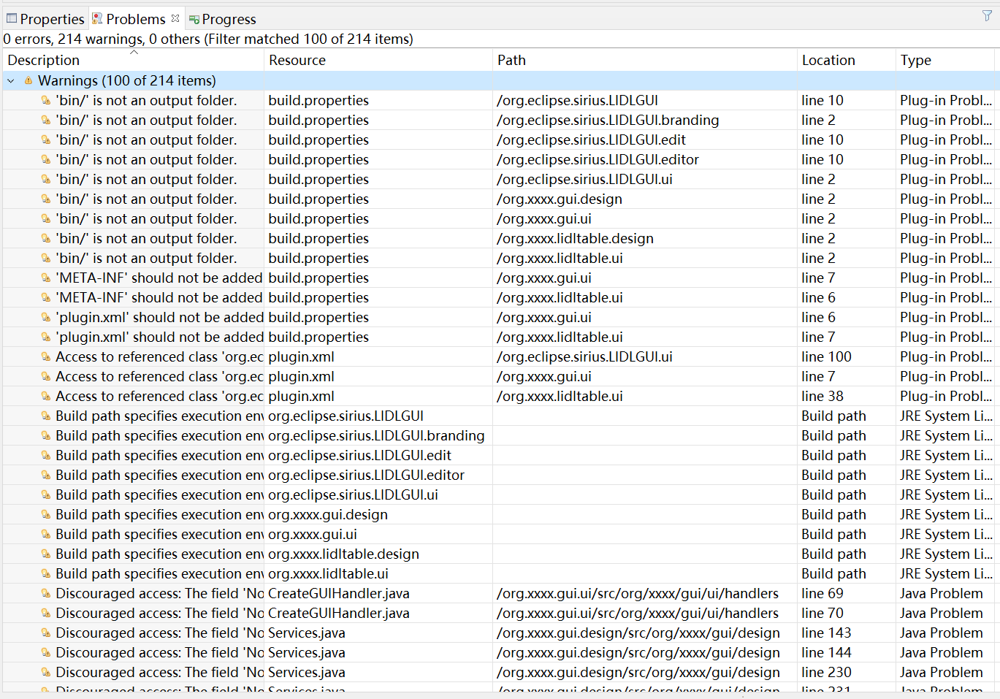 Properties Problems Progress
0 errors, 214 warnings, 0 others (Filter matched 100 of 214 items)
Description Resource Path Location Type
Warnings (100 of 214 items)
'bin/' is not an output folder. build.properties /org.eclipse.sirius.LIDLGUI line 10 Plug-in Probl...
'bin/' is not an output folder. build.properties /org.eclipse.sirius.LIDLGUI.branding line 2 Plug-in Probl...
'bin/' is not an output folder. build.properties /org.eclipse.sirius.LIDLGUI.edit line 10 Plug-in Probl...
'bin/' is not an output folder. build.properties /org.eclipse.sirius.LIDLGUI.editor line 10 Plug-in Probl...
'bin/' is not an output folder. build.properties /org.eclipse.sirius.LIDLGUI.ui line 2 Plug-in Probl...
'bin/' is not an output folder. build.properties /org.xxxx.gui.design line 2 Plug-in Probl...
'bin/' is not an output folder. build.properties /org.xxxx.gui.ui line 2 Plug-in Probl...
'bin/' is not an output folder. build.properties /org.xxxx.lidltable.design line 2 Plug-in Probl...
'bin/' is not an output folder. build.properties /org.xxxx.lidltable.ui line 2 Plug-in Probl...
'META-INF' should not be added build.properties /org.xxxx.gui.ui line 7 Plug-in Probl...
'META-INF' should not be added build.properties /org.xxxx.lidltable.ui line 6 Plug-in Probl...
'plugin.xml' should not be added build.properties /org.xxxx.gui.ui line 6 Plug-in Probl...
'plugin.xml' should not be added build.properties /org.xxxx.lidltable.ui line 7 Plug-in Probl...
Access to referenced class 'org.ec plugin.xml /org.eclipse.sirius.LIDLGUI.ui line 100 Plug-in Probl...
Access to referenced class 'org.ec plugin.xml /org.xxxx.gui.ui line 7 Plug-in Probl...
Access to referenced class 'org.ec plugin.xml /org.xxxx.lidltable.ui line 38 Plug-in Probl...
Build path specifies execution env org.eclipse.sirius.LIDLGUI Build path JRE System Li...
Build path specifies execution env org.eclipse.sirius.LIDLGUI.branding Build path JRE System Li...
Build path specifies execution env org.eclipse.sirius.LIDLGUI.edit Build path JRE System Li...
Build path specifies execution env org.eclipse.sirius.LIDLGUI.editor Build path JRE System Li...
Build path specifies execution env org.eclipse.sirius.LIDLGUI.ui Build path JRE System Li...
Build path specifies execution env org.xxxx.gui.design Build path JRE System Li...
Build path specifies execution env org.xxxx.gui.ui Build path JRE System Li...
Build path specifies execution env org.xxxx.lidltable.design Build path JRE System Li...
Build path specifies execution env org.xxxx.lidltable.ui Build path JRE System Li...
Discouraged access: The field 'No CreateGUIHandler.java /org.xxxx.gui.ui/src/org/xxxx/gui/ui/handlers line 69 Java Problem
Discouraged access: The field 'No CreateGUIHandler.java /org.xxxx.gui.ui/src/org/xxxx/gui/ui/handlers line 70 Java Problem
Discouraged access: The field 'No Services.java /org.xxxx.gui.design/src/org/xxxx/gui/design line 143 Java Problem
Discouraged access: The field 'No Services.java /org.xxxx.gui.design/src/org/xxxx/gui/design line 144 Java Problem
Discouraged access: The field 'No Services.java /org.xxxx.gui.design/src/org/xxxx/gui/design line 230 Java Problem
Discouraged access: The field 'No Services.java /org.xxxx.gui.design/src/org/xxxx/gui/design line 231 Java Problem